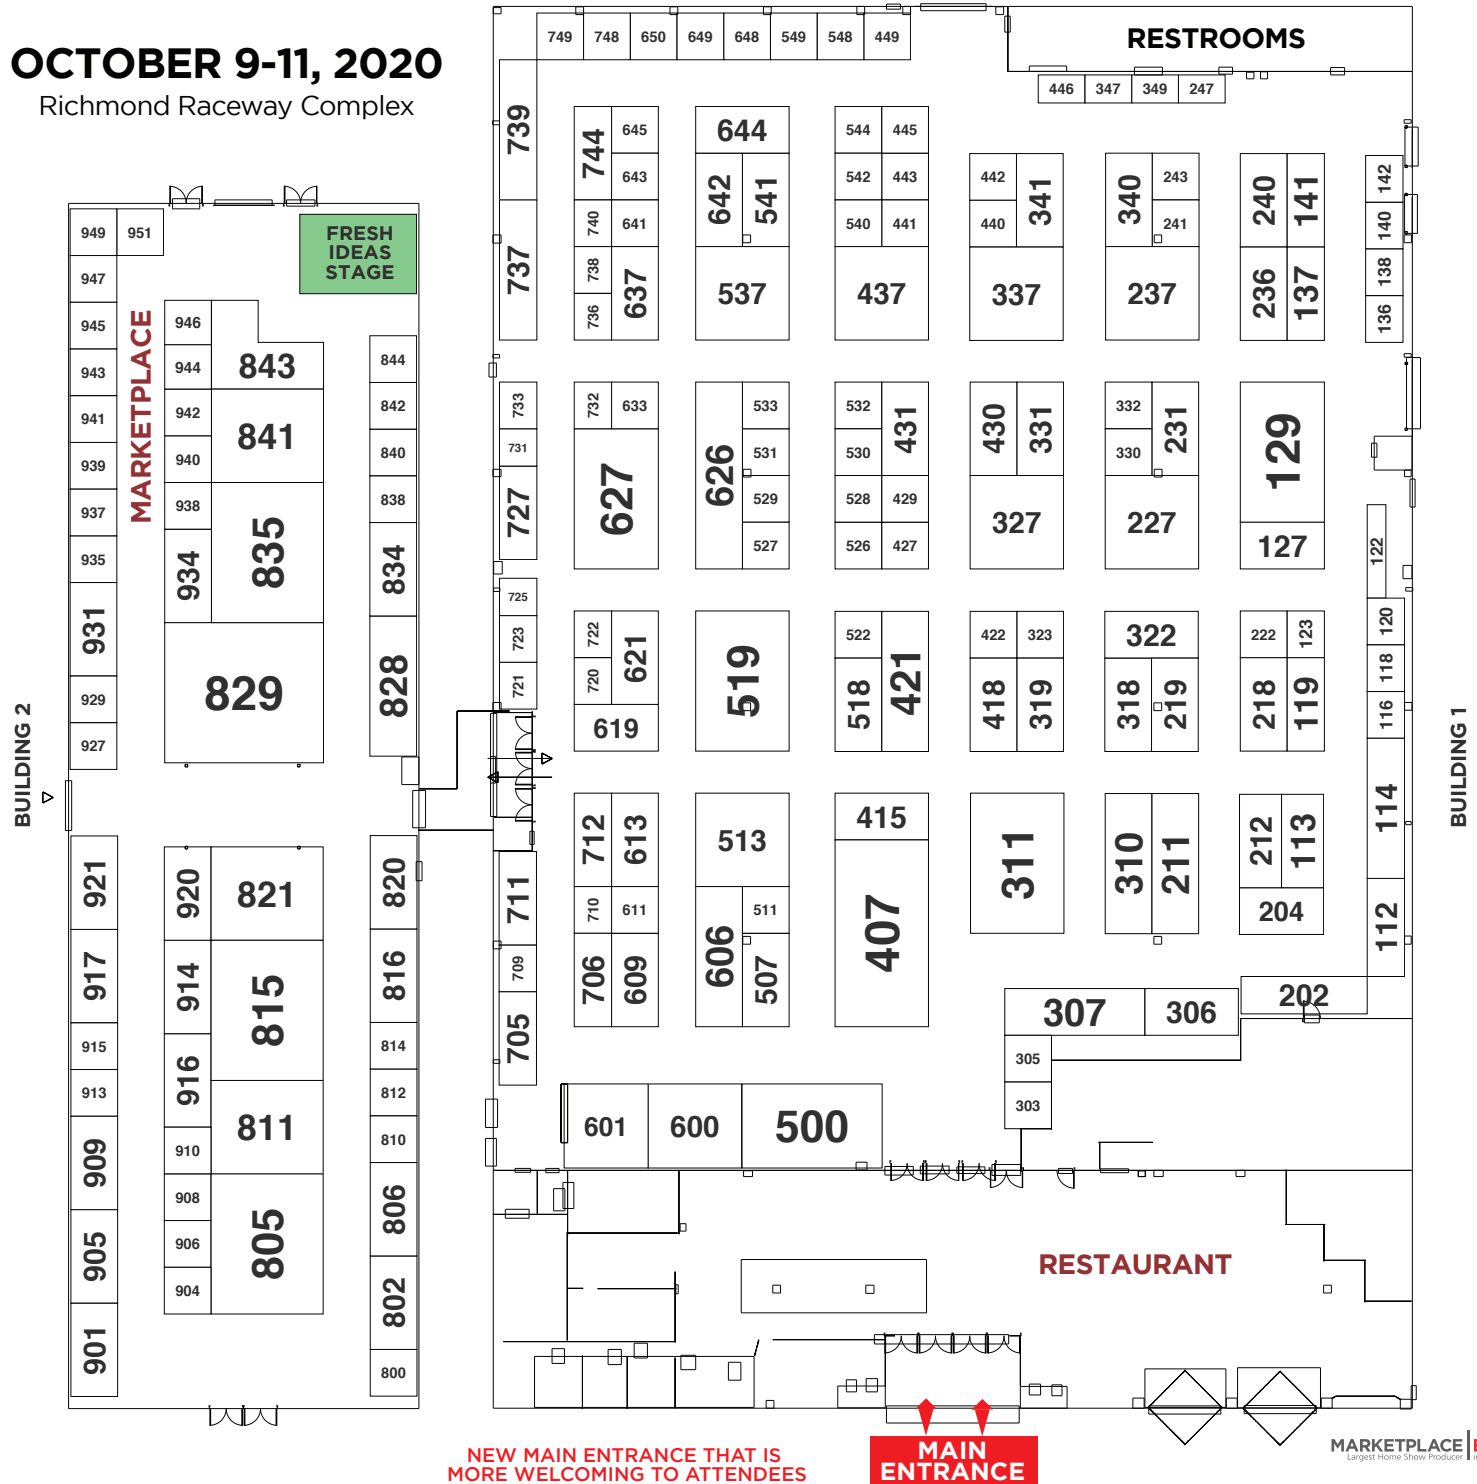 OCTOBER 9-11, 2020
Richmond Raceway Complex
BUILDING 2
949 951
FRESH
IDEAS
STAGE
947
MARKETPLACE
945 946
943 944 843 844
941 942 841 842
939 940 840
937 938 835 838
935 934 834
931
929 829 828
927
921 920 821 820
917 914 815 816
915 916 814
913 811 812
909 910 810
908 806
905 906 805
904 802
901 800
749 748 650 649 648 549 548 449
RESTROOMS
446 347 349 247
739 744 645 644 544 445
643 642 541 542 443 442 341 340 243 240 141 142
740 641 540 441 440 241 140
737 738 637 537 437 337 237 236 137 138
736 136
733 732 633 626 533 532 431 430 331 332 231 129
731 627 531 530 330
727 529 528 429 327 227
527 526 427 127 122
725
723 722 621 519 522 421 422 323 322 222 123 120
721 720 518 418 319 318 219 218 119 118
619 116
712 613 513 415 311 310 211 212 113 114
711 710 611 606 511 407 204 112
709 706 609 507
705 307 306 202
305
303
601 600 500
RESTAURANT
BUILDING 1
NEW MAIN ENTRANCE THAT IS
MORE WELCOMING TO ATTENDEES
MAIN
ENTRANCE
MARKETPLACE
Largest Home Show Producer